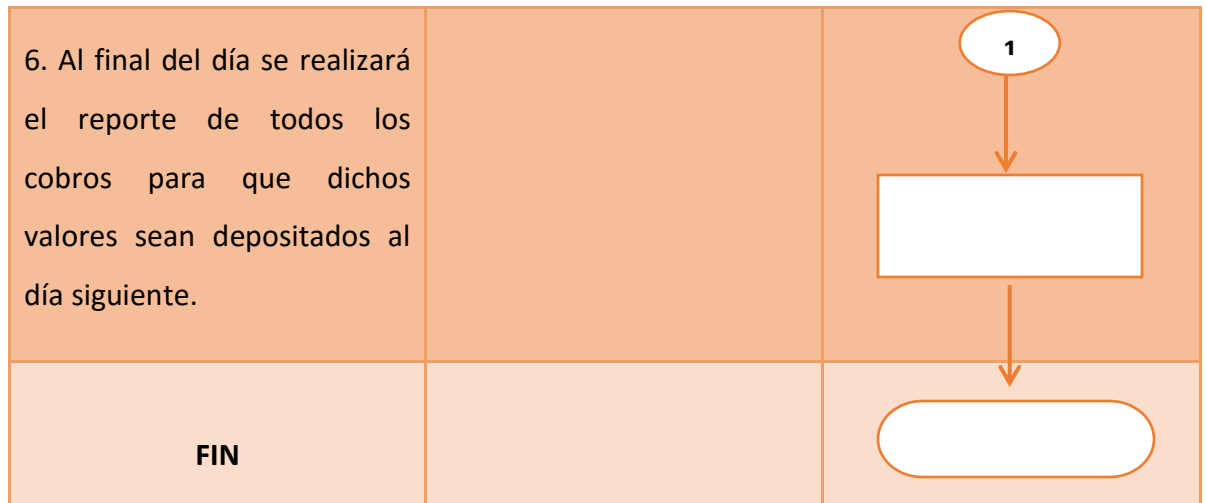 6. Al final del día se realizará
el reporte de todos los
cobros para que dichos
valores sean depositados al
día siguiente.
1
FIN